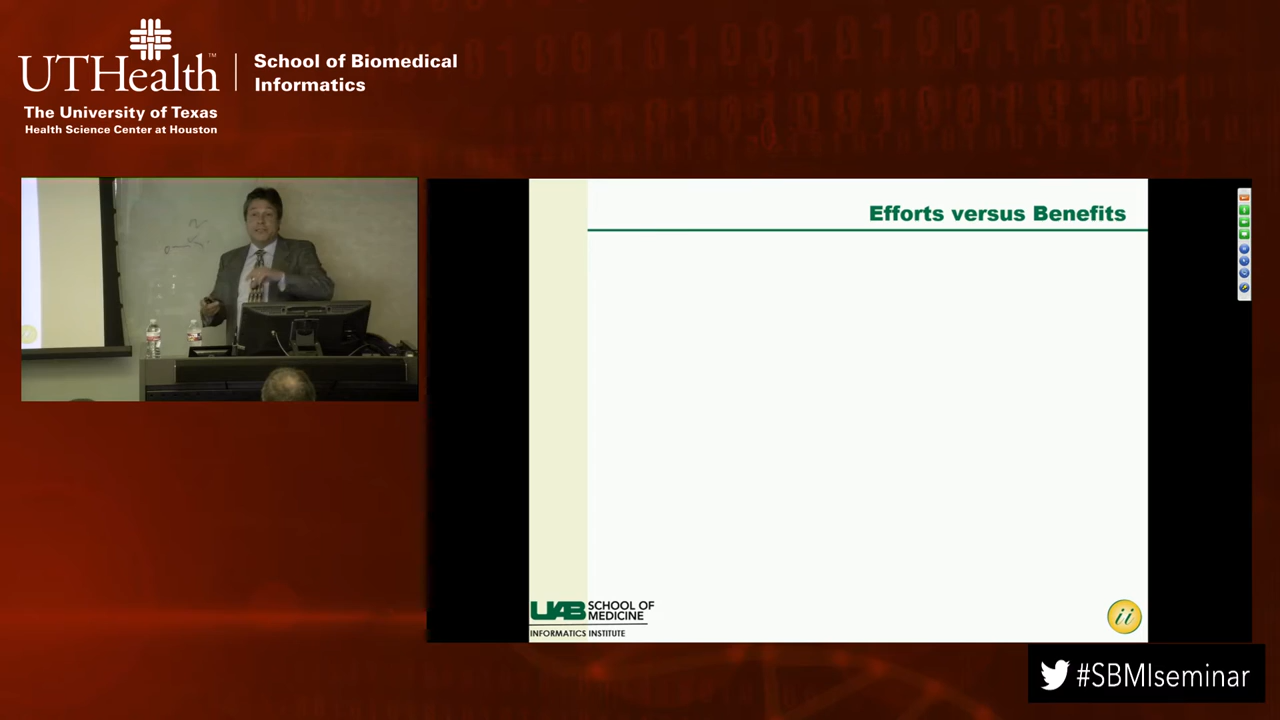 UTHealth™
The University of Texas
Health Science Center at Houston
School of Biomedical
Informatics
Efforts versus Benefits
UAB SCHOOL OF
MEDICINE
INFORMATICS INSTITUTE
ii
#SBMIseminar